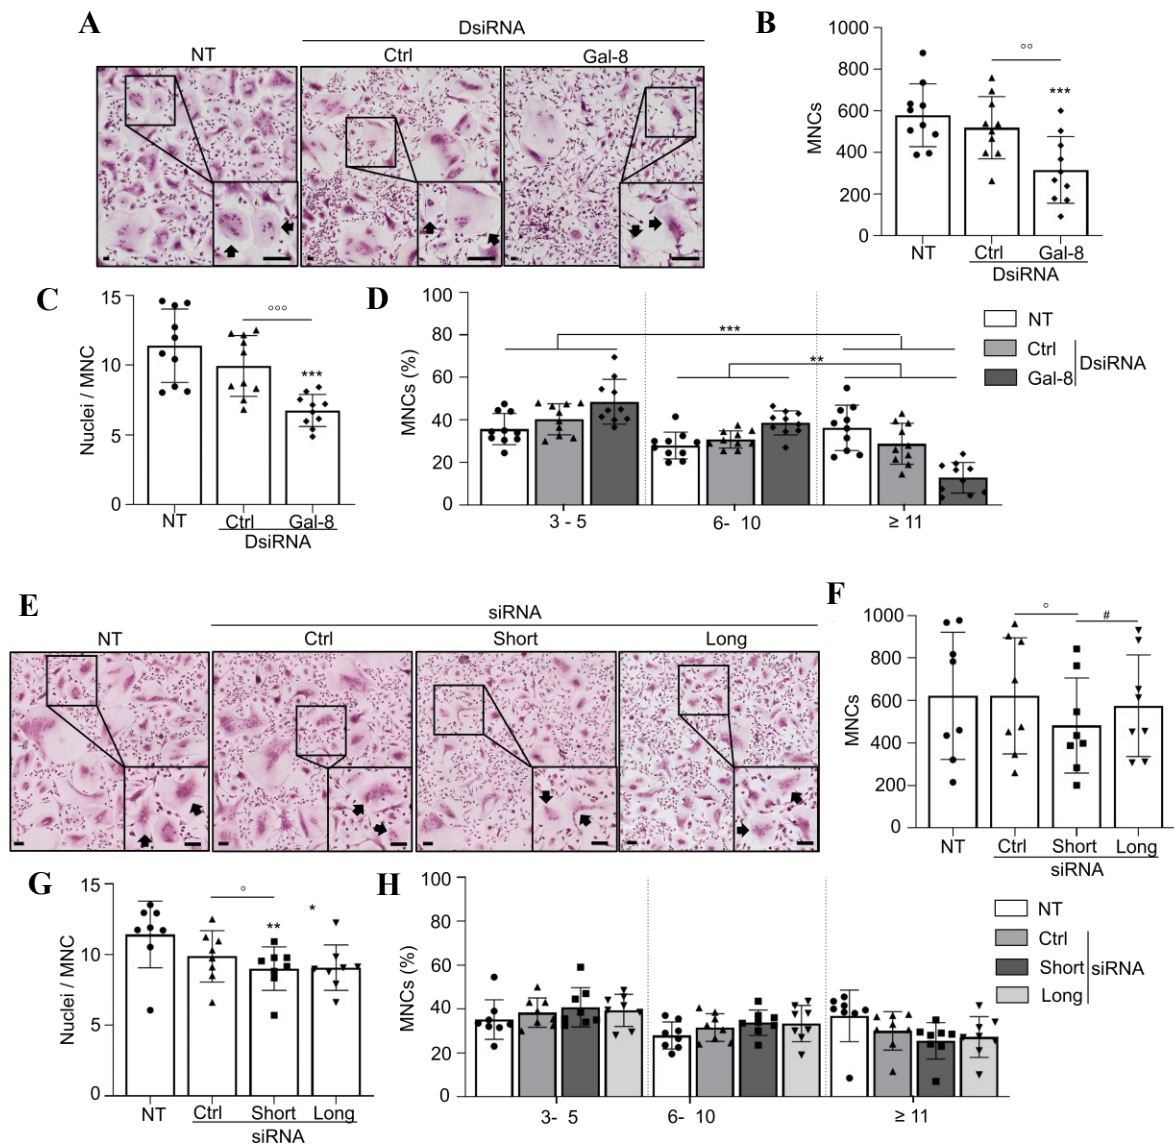 A
DsiRNA
NT
Ctrl
Gal-8
B
MNCs
1000
800
600
400
200
0
°°
***
NT
Ctrl
Gal-8
DsiRNA
C
Nuclei / MNC
15
10
5
0
°°°
***
NT
Ctrl
Gal-8
DsiRNA
D
MNCs (%)
100
80
60
40
20
0
***
**
3 - 5
6- 10
≥ 11
NT
Ctrl
Gal-8
DsiRNA
E
siRNA
NT
Ctrl
Short
Long
F
MNCs
1000
800
600
400
200
0
°
#
NT
Ctrl
Short
Long
siRNA
G
Nuclei / MNC
15
10
5
0
°
**
*
NT
Ctrl
Short
Long
siRNA
H
MNCs (%)
100
80
60
40
20
0
3- 5
6- 10
≥ 11
NT
Ctrl
Short
Long
siRNA